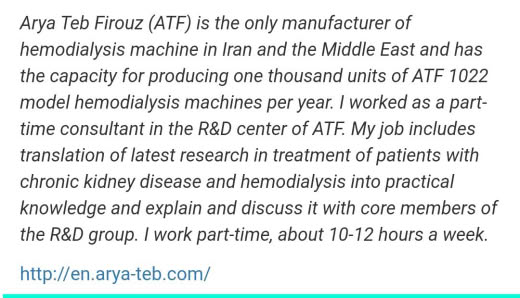 Arya Teb Firouz (ATF) is the only manufacturer of
hemodialysis machine in Iran and the Middle East and has
the capacity for producing one thousand units of ATF 1022
model hemodialysis machines per year. I worked as a part-
time consultant in the R&D center of ATF. My job includes
translation of latest research in treatment of patients with
chronic kidney disease and hemodialysis into practical
knowledge and explain and discuss it with core members of
the R&D group. I work part-time, about 10-12 hours a week.
http://en.arya-teb.com/